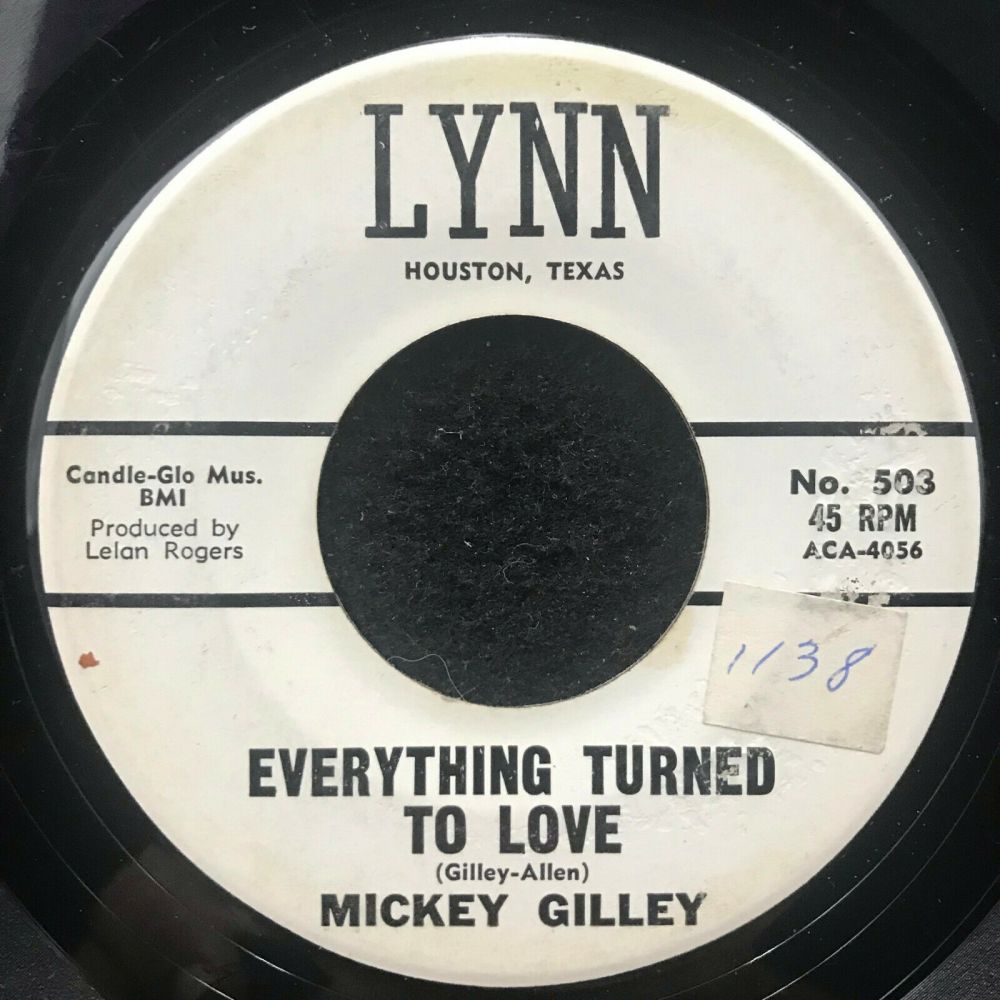 LYNN
HOUSTON, TEXAS
Candle-Glo Mus.
BMI
Produced by
Lelan Rogers
No. 503
45 RPM
ACA-4056
1138
EVERYTHING TURNED
TO LOVE
(Gilley-Allen)
MICKEY GILLEY